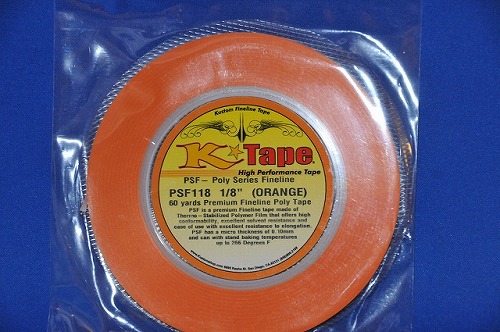 Kustom Fineline Tape
K★Tape
High Performance Tape
PSF - Poly Series Fineline
PSF118 1/8" (ORANGE)
60 yards Premium Fineline Poly Tape
PSF is a premium Fineline tape made of
Thermo - Stabilized Polymer Film that offers high
conformability, excellent solvent resistance and
ease of use with excellent resistance to elongation.
PSF has a micro thickness of 0.10mm
and can with stand baking temperatures
up to 266 Degrees F